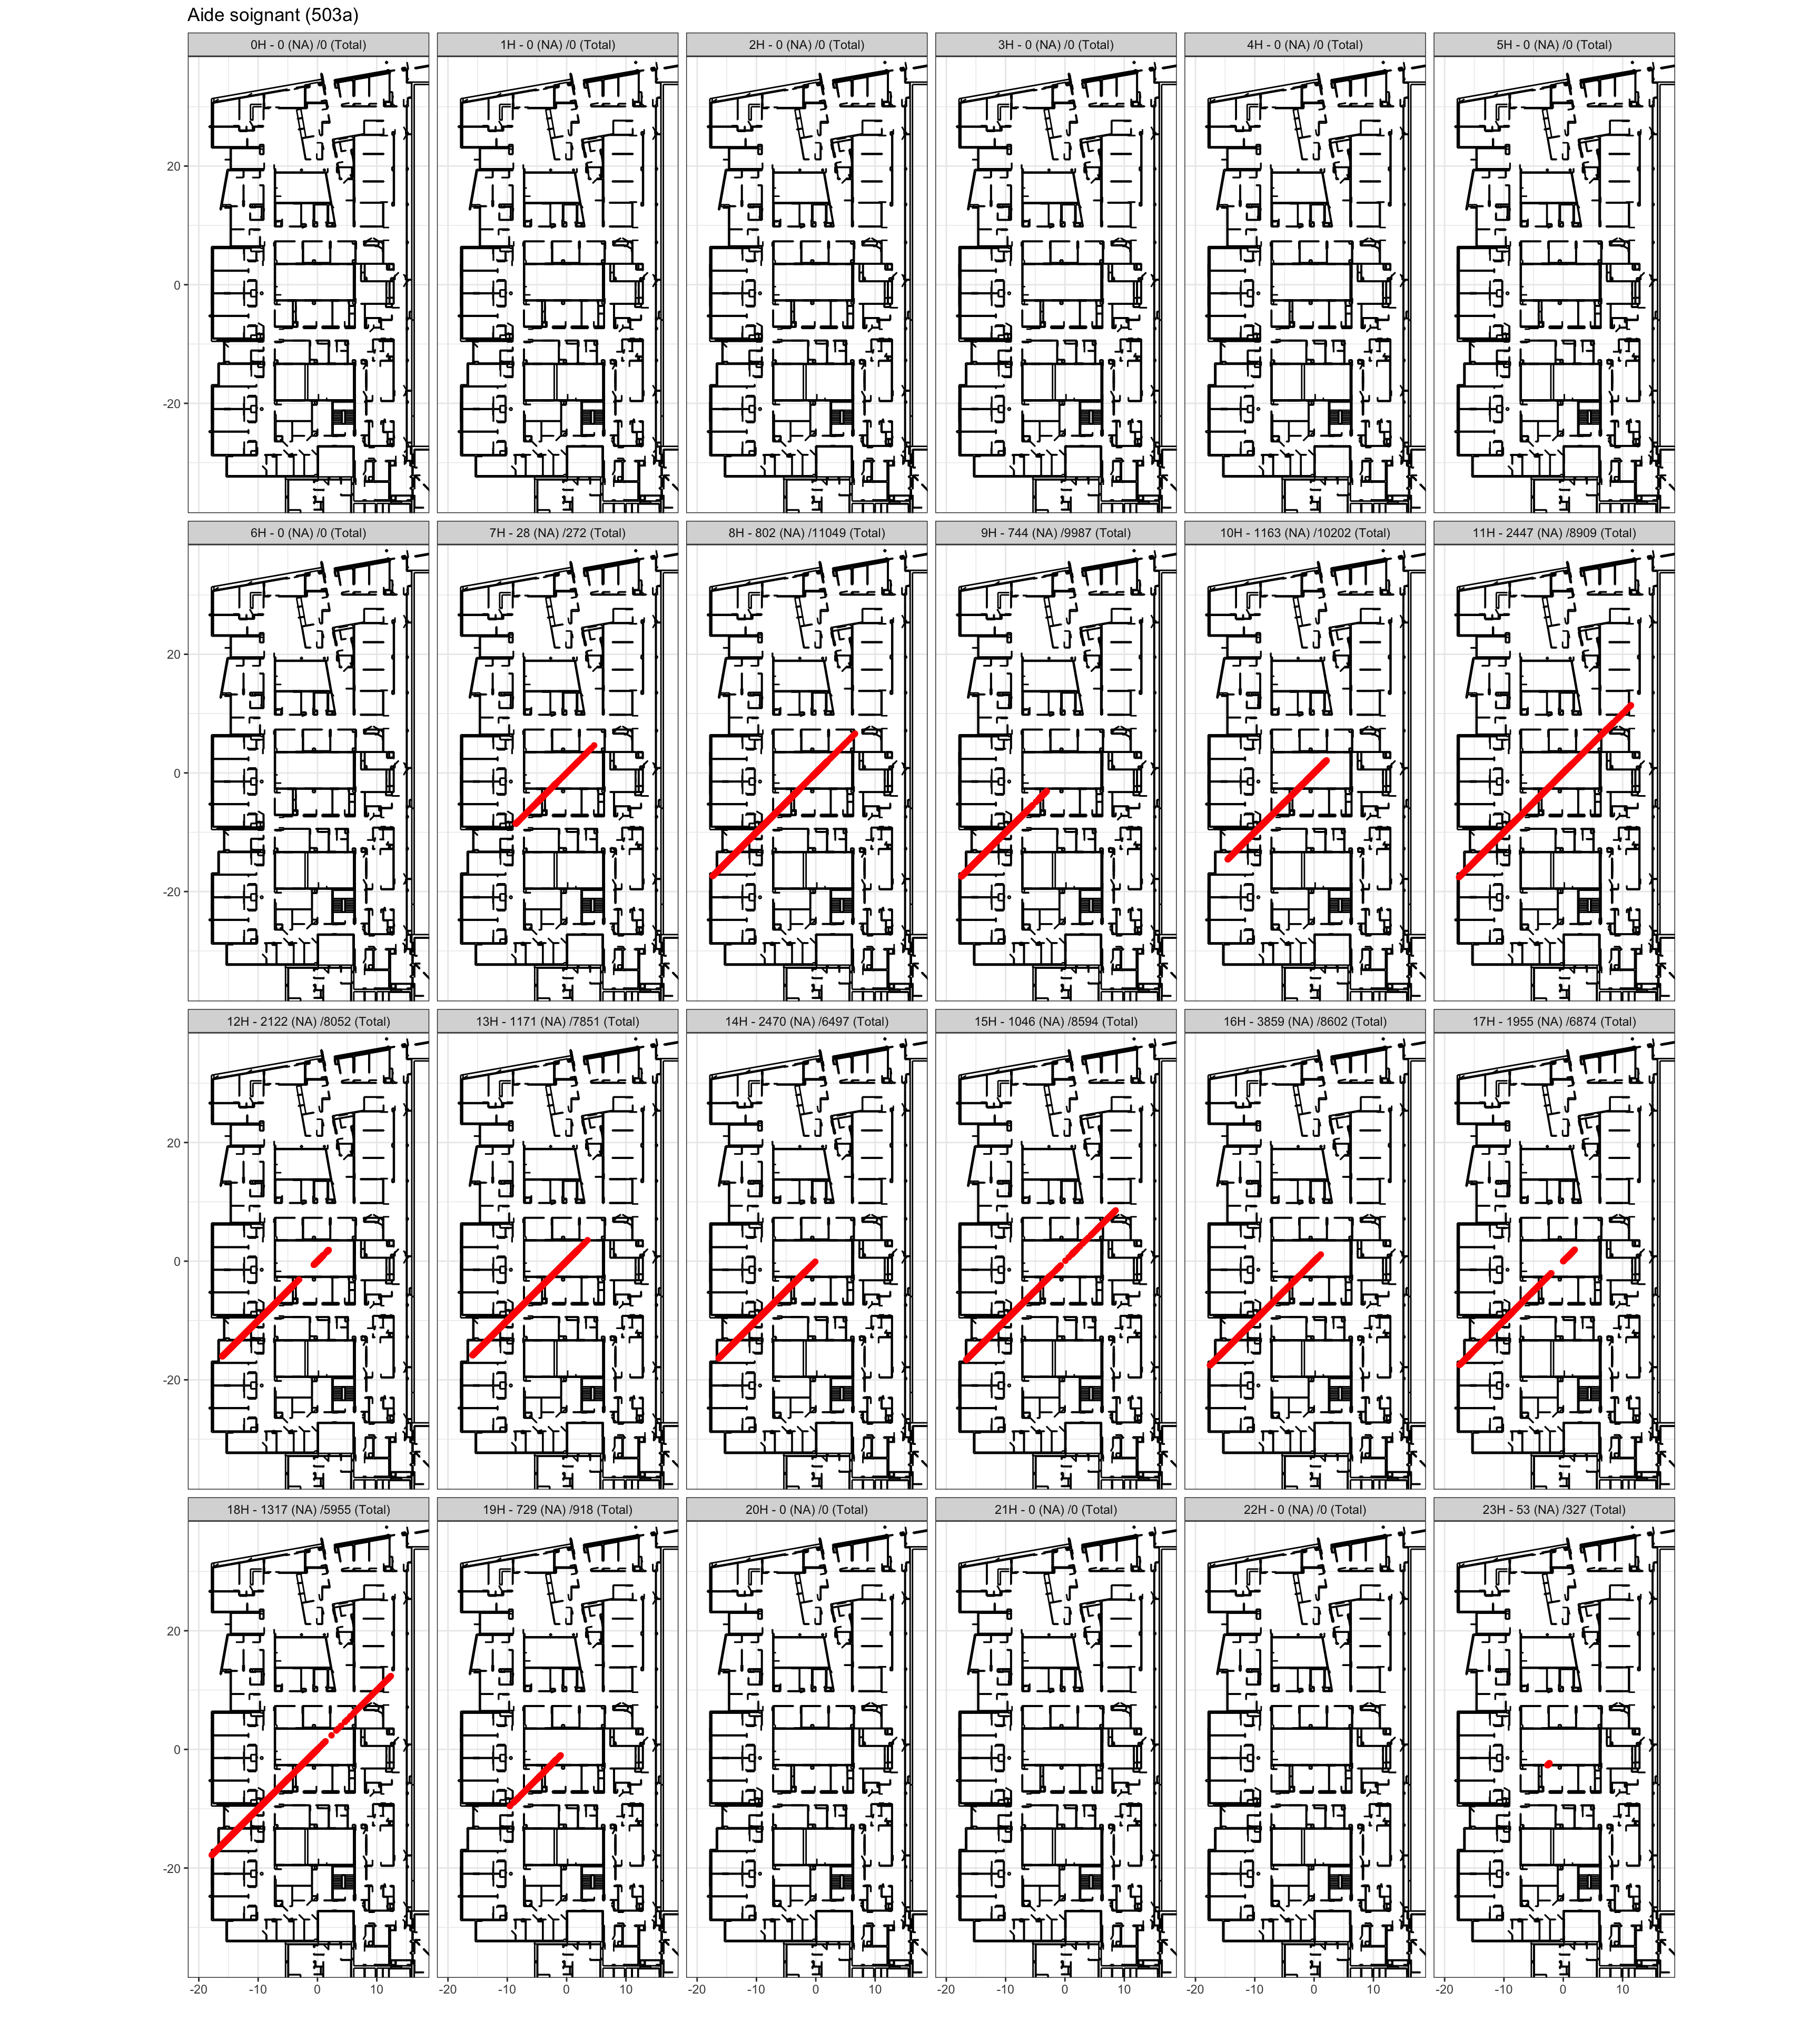 Aide soignant (503a)
0H - 0 (NA) /0 (Total)
1H - 0 (NA) /0 (Total)
2H - 0 (NA) /0 (Total)
3H - 0 (NA) /0 (Total)
4H - 0 (NA) /0 (Total)
5H - 0 (NA) /0 (Total)
20
0
-20
6H - 0 (NA) /0 (Total)
7H - 28 (NA) /272 (Total)
8H - 802 (NA) /11049 (Total)
9H - 744 (NA) /9987 (Total)
10H - 1163 (NA) /10202 (Total)
11H - 2447 (NA) /8909 (Total)
20
0
-20
12H - 2122 (NA) /8052 (Total)
13H - 1171 (NA) /7851 (Total)
14H - 2470 (NA) /6497 (Total)
15H - 1046 (NA) /8594 (Total)
16H - 3859 (NA) /8602 (Total)
17H - 1955 (NA) /6874 (Total)
20
0
-20
18H - 1317 (NA) /5955 (Total)
19H - 729 (NA) /918 (Total)
20H - 0 (NA) /0 (Total)
21H - 0 (NA) /0 (Total)
22H - 0 (NA) /0 (Total)
23H - 53 (NA) /327 (Total)
20
0
-20
-20 -10 0 10
-20 -10 0 10
-20 -10 0 10
-20 -10 0 10
-20 -10 0 10
-20 -10 0 10